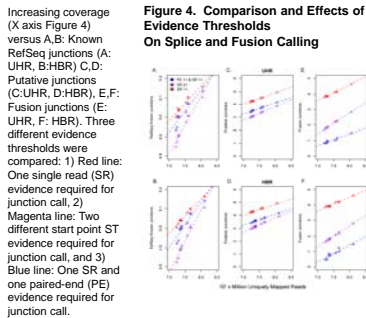 Increasing coverage
(X axis Figure 4)
versus A,B: Known
RefSeq junctions (A:
UHR, B:HBR) C,D:
Putative junctions
(C:UHR, D:HBR), E,F:
Fusion junctions (E:
UHR, F: HBR). Three
different evidence
thresholds were
compared: 1) Red line:
One single read (SR)
evidence required for
junction call, 2)
Magenta line: Two
different start point ST
evidence required for
junction call, and 3)
Blue line: One SR and
one paired-end (PE)
evidence required for
junction call.
Figure 4. Comparison and Effects of
Evidence Thresholds
On Splice and Fusion Calling
A.
C.
UHR
E.
B.
D.
HBR
F.
x Million Uniquely Mapped Reads